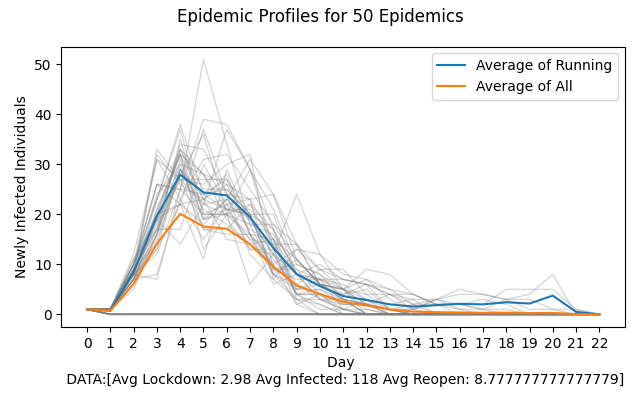 Epidemic Profiles for 50 Epidemics
Average of Running
Average of All
Newly Infected Individuals
50
40
30
20
10
0
0 1 2 3 4 5 6 7 8 9 10 11 12 13 14 15 16 17 18 19 20 21 22
Day
DATA:[Avg Lockdown: 2.98 Avg Infected: 118 Avg Reopen: 8.777777777777779]